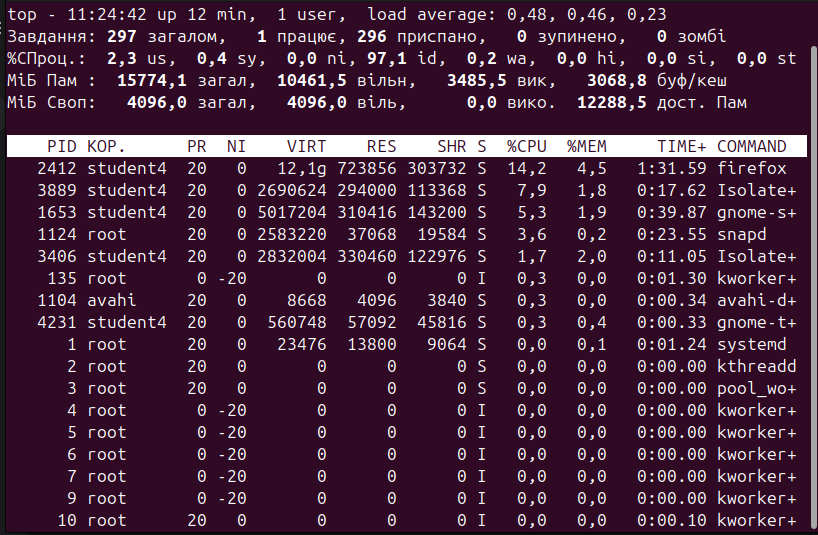 top - 11:24:42 up 12 min,  1 user,  load average: 0,48, 0,46, 0,23
Завдання: 297 загалом,   1 працює, 296 приспано,   0 зупинено,   0 зомбі
%CПроц.:  2,3 us,  0,4 sy,  0,0 ni, 97,1 id,  0,2 wa,  0,0 hi,  0,0 si,  0,0 st
МіБ Пам :  15774,1 загал,  10461,5 вільн,   3485,5 вик,   3068,8 буф/кеш
МіБ Своп:   4096,0 загал,   4096,0 віль,      0,0 вико.  12288,5 дост. Пам
PID КОР.      PR  NI    VIRT    RES    SHR S  %CPU  %MEM     TIME+ COMMAND
2412 student4  20   0   12,1g 723856 303732 S  14,2   4,5   1:31.59 firefox
3889 student4  20   0 2690624 294000 113368 S   7,9   1,8   0:17.62 Isolate+
1653 student4  20   0 5017204 310416 143200 S   5,3   1,9   0:39.87 gnome-s+
1124 root      20   0 2583220  37068  19584 S   3,6   0,2   0:23.55 snapd
3406 student4  20   0 2832004 330460 122976 S   1,7   2,0   0:11.05 Isolate+
135 root       0 -20       0      0      0 I   0,3   0,0   0:01.30 kworker+
1104 avahi     20   0    8668   4096   3840 S   0,3   0,0   0:00.34 avahi-d+
4231 student4  20   0  560748  57092  45816 S   0,3   0,4   0:00.33 gnome-t+
1 root      20   0   23476  13800   9064 S   0,0   0,1   0:01.24 systemd
2 root      20   0       0      0      0 S   0,0   0,0   0:00.00 kthreadd
3 root      20   0       0      0      0 S   0,0   0,0   0:00.00 pool_wo+
4 root       0 -20       0      0      0 I   0,0   0,0   0:00.00 kworker+
5 root       0 -20       0      0      0 I   0,0   0,0   0:00.00 kworker+
6 root       0 -20       0      0      0 I   0,0   0,0   0:00.00 kworker+
7 root       0 -20       0      0      0 I   0,0   0,0   0:00.00 kworker+
9 root       0 -20       0      0      0 I   0,0   0,0   0:00.00 kworker+
10 root      20   0       0      0      0 I   0,0   0,0   0:00.10 kworker+